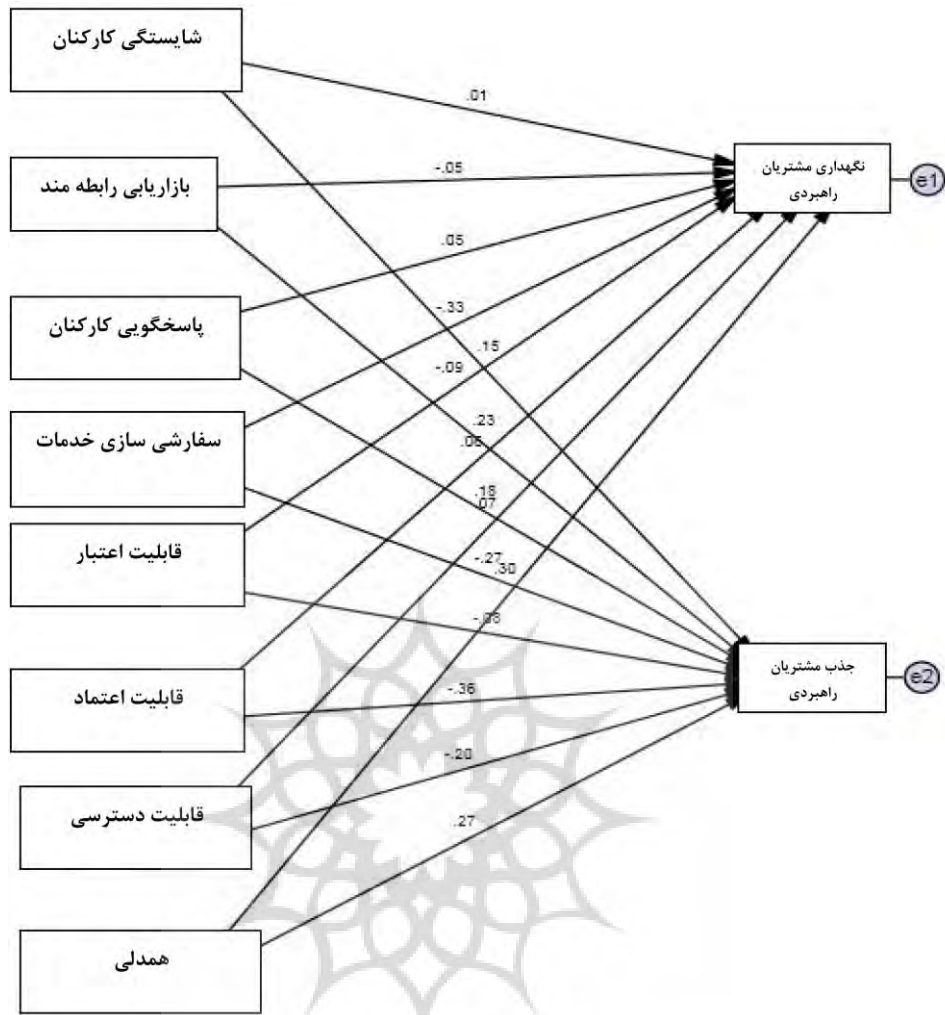 شایستگی کارکنان
.01
بازاریابی رابطه مند
-.05
نگهداری مشتریان
راهبردی
e1
.05
پاسخگویی کارکنان
-.33
.15
-.09
سفارشی سازی خدمات
.23
.06
.18
.07
قابلیت اعتبار
-.27
.30
-.08
جذب مشتریان
راهبردی
e2
قابلیت اعتماد
-.36
-.20
قابلیت دسترسی
.27
همدلی